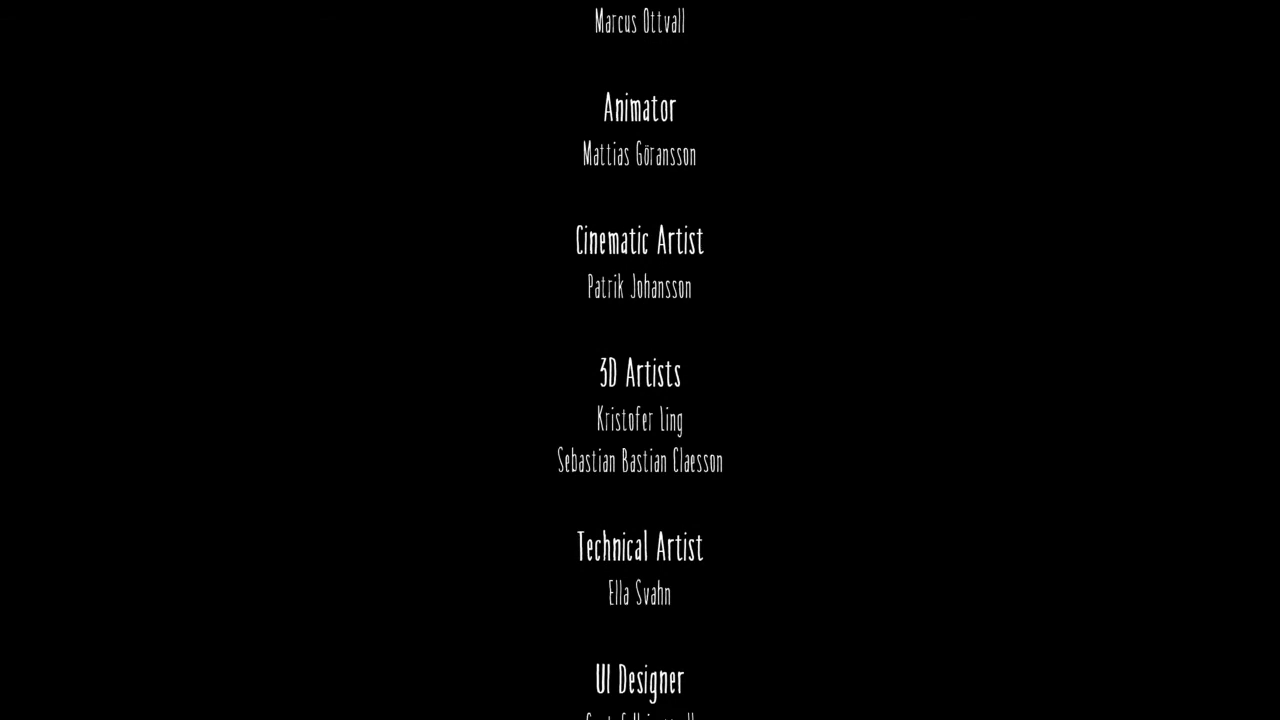 Marcus Ottvall
Animator
Mattias Göransson
Cinematic Artist
Patrik Johansson
3D Artists
Kristofer Ling
Sebastian Bastian Claesson
Technical Artist
Ella Svahn
UI Designer